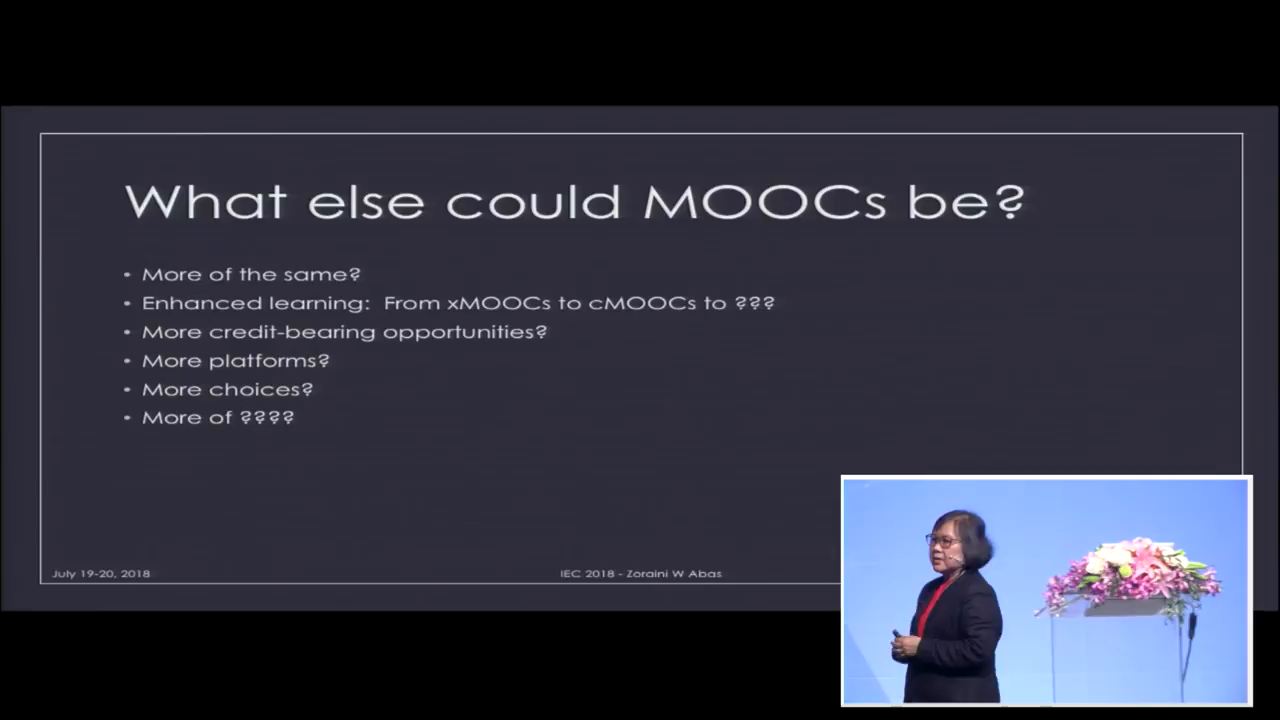 What else could MOOCs be?
• More of the same?
• Enhanced learning: From xMOOCs to cMOOCs to ???
• More credit-bearing opportunities?
• More platforms?
• More choices?
• More of ????
July 19-20, 2018
IEC 2018 - Zoraini W Abas